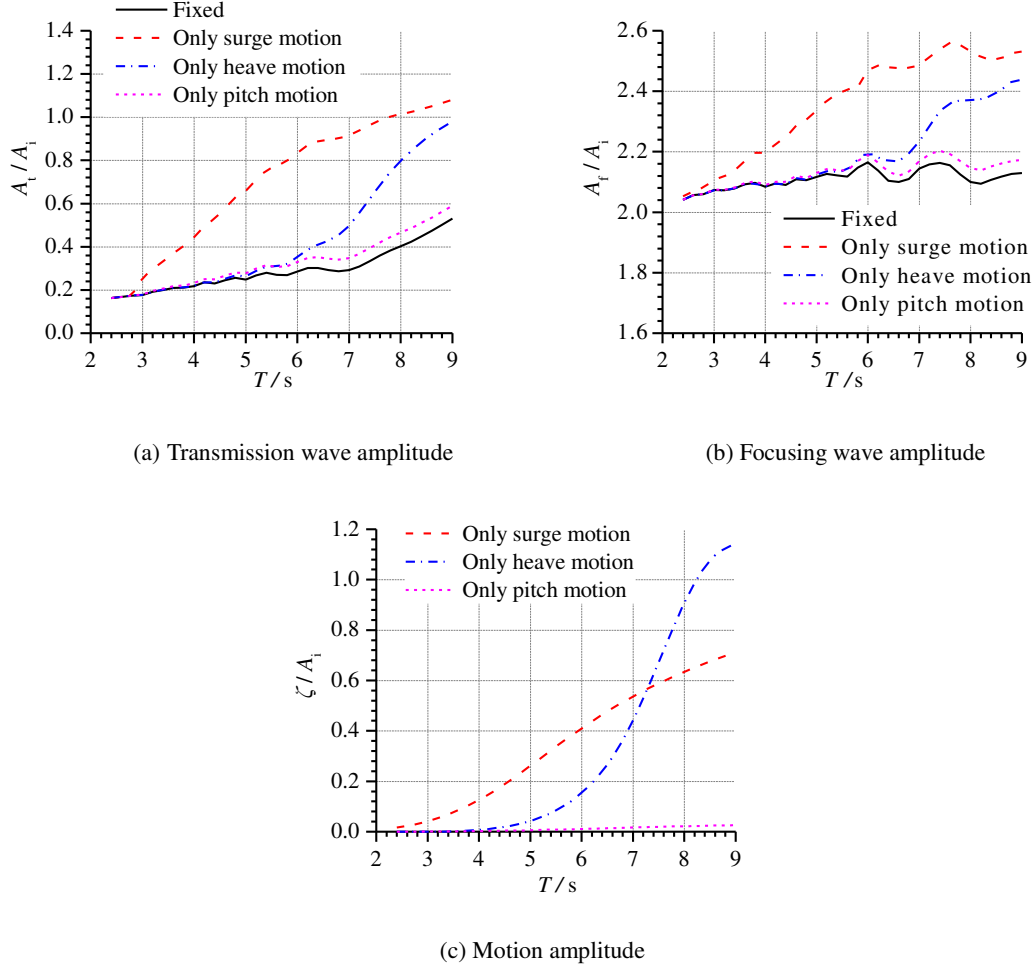 Fixed
Only surge motion
Only heave motion
Only pitch motion
1.4
1.2
1.0
0.8
0.6
0.4
0.2
0.0
A_t / A_i
2 3 4 5 6 7 8 9
T / s
(a) Transmission wave amplitude
2.6
2.4
2.2
2.0
1.8
1.6
A_f / A_i
Fixed
Only surge motion
Only heave motion
Only pitch motion
2 3 4 5 6 7 8 9
T / s
(b) Focusing wave amplitude
Only surge motion
Only heave motion
Only pitch motion
1.2
1.0
0.8
0.6
0.4
0.2
0.0
ζ / A_i
2 3 4 5 6 7 8 9
T / s
(c) Motion amplitude